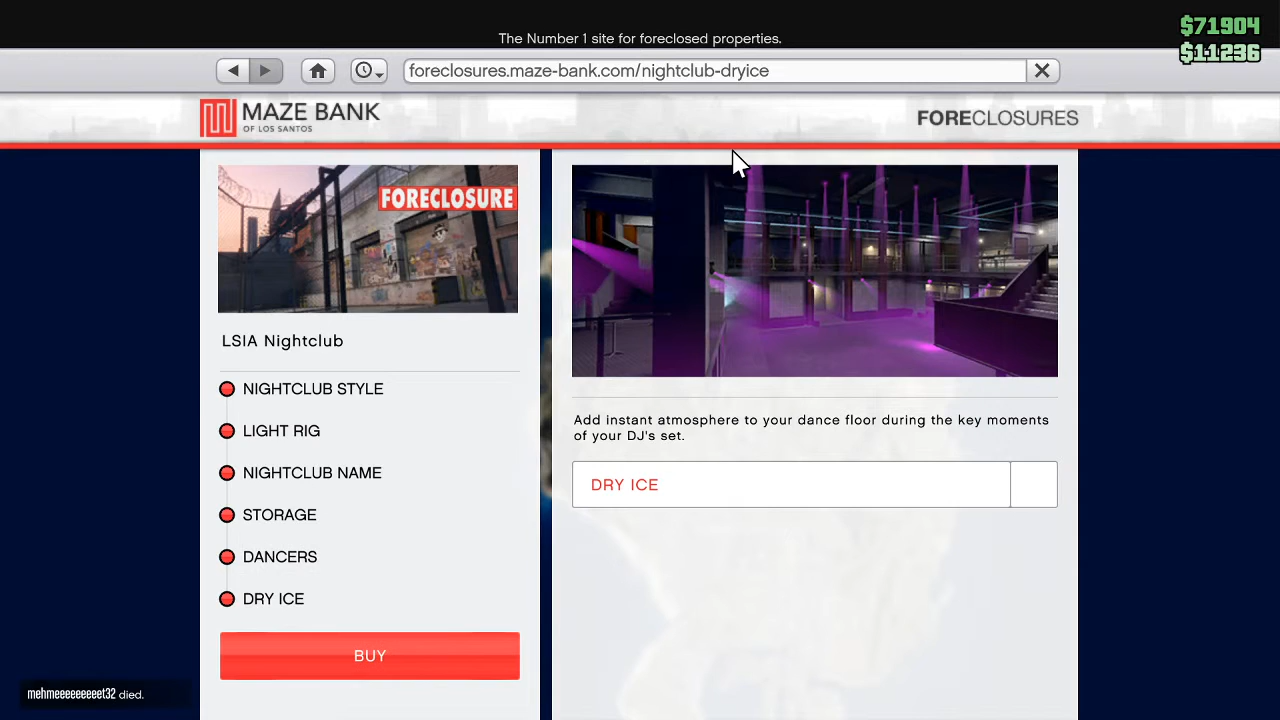 The Number 1 site for foreclosed properties.
$71904
$11236
foreclosures.maze-bank.com/nightclub-dryice
MAZE BANK
OF LOS SANTOS
FORECLOSURES
FORECLOSURE
LSIA Nightclub
NIGHTCLUB STYLE
LIGHT RIG
NIGHTCLUB NAME
STORAGE
DANCERS
DRY ICE
BUY
Add instant atmosphere to your dance floor during the key moments
of your DJ's set.
DRY ICE
mehmeeeeeeeeet32 died.